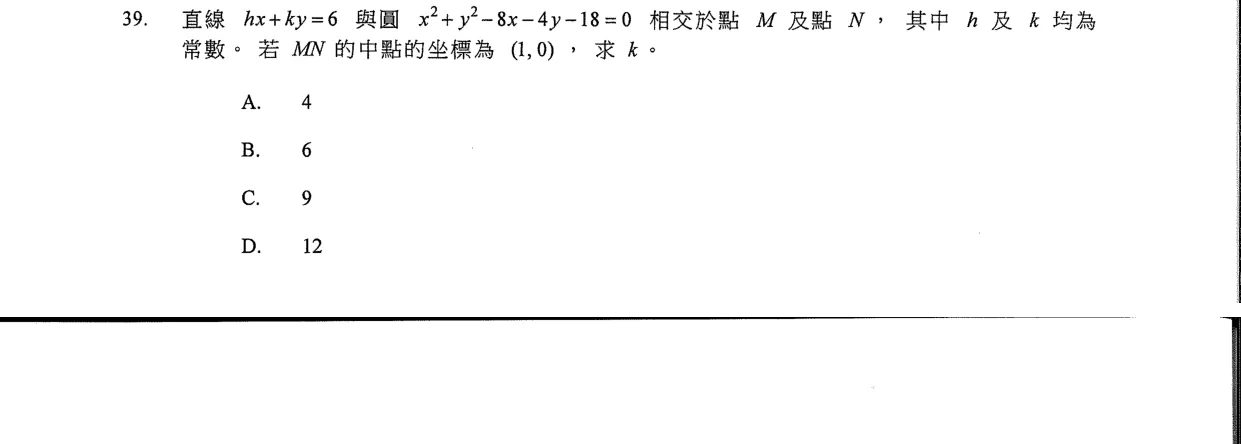 39. 直線 hx+ky=6 與圓 x²+y²−8x−4y−18=0 相交於點 M 及點 N， 其中 h 及 k 均為
常數。 若 MN 的中點的坐標為 (1,0) ， 求 k 。
A. 4
B. 6
C. 9
D. 12